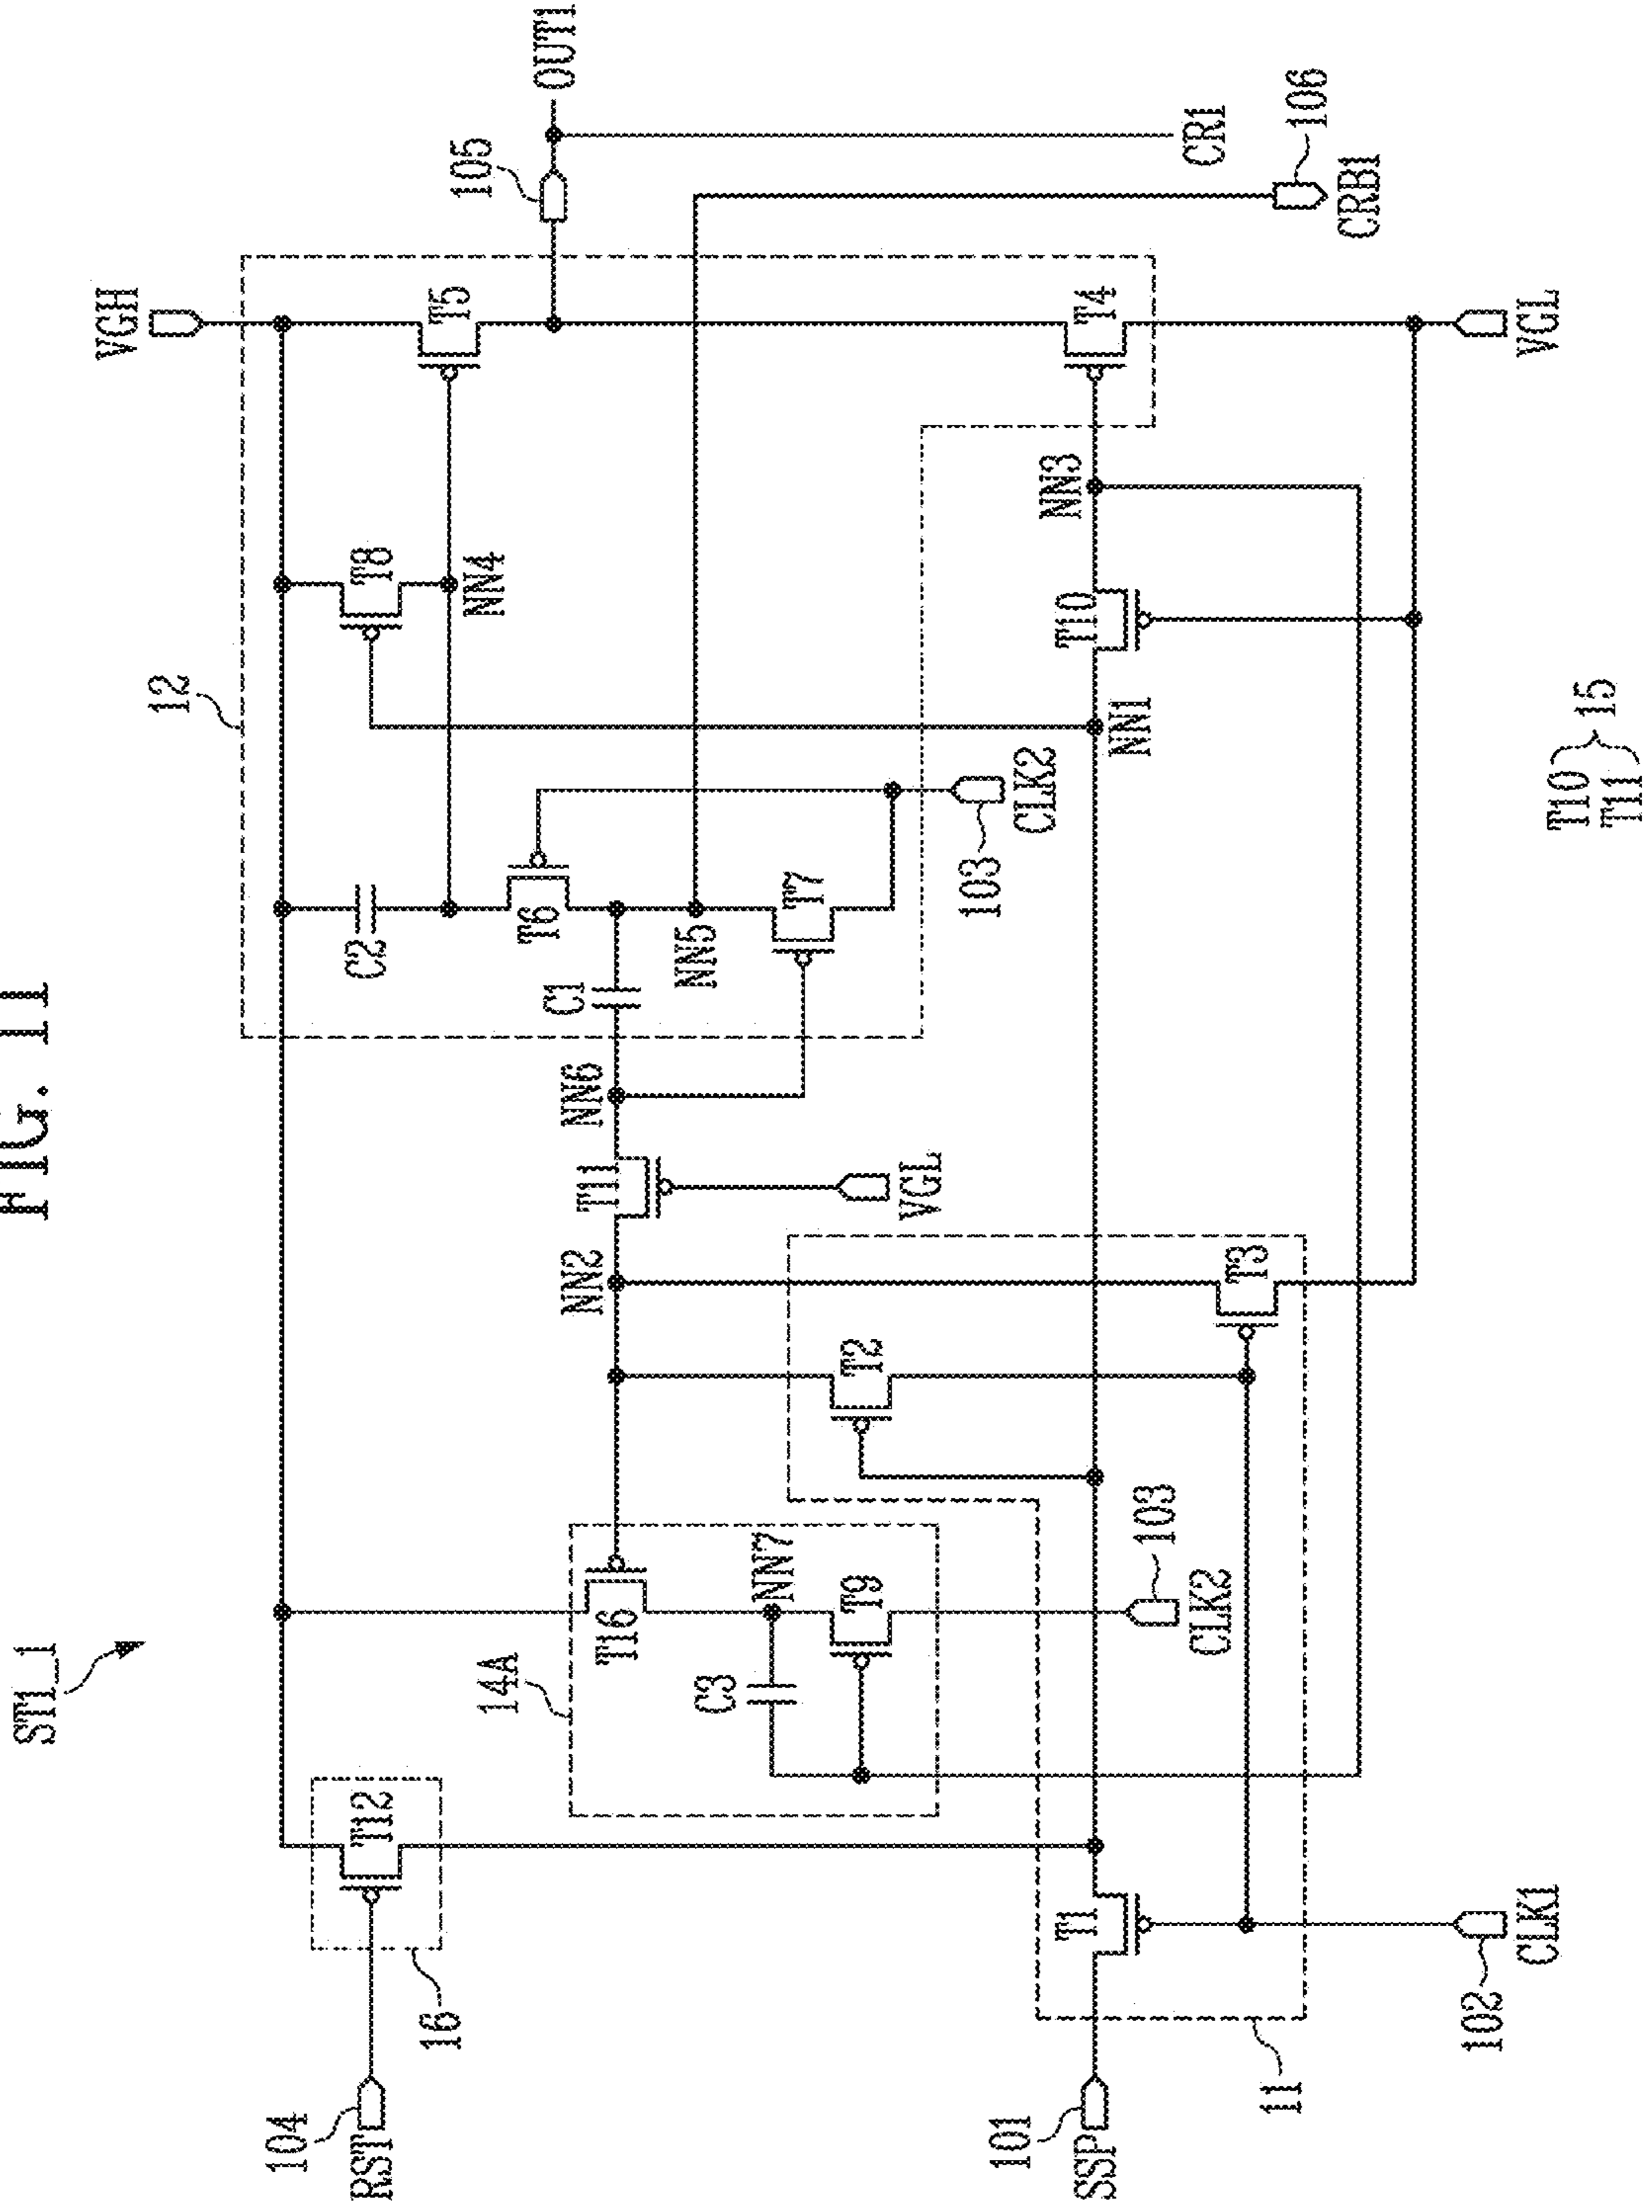 FIG. 11
ST1_1
VGH
12
T5
105
OUT1
T8
NN4
C2
T6
C1
NN5
T7
103
CLK2
CR1
CRB1
106
104
RST
16
T12
14A
T16
NN7
C3
T9
CLK2
103
NN2
T11
NN6
VGL
T2
T3
NN1
T10
NN3
T4
VGL
101
SSP
T1
11
102
CLK1
T10
T11
15